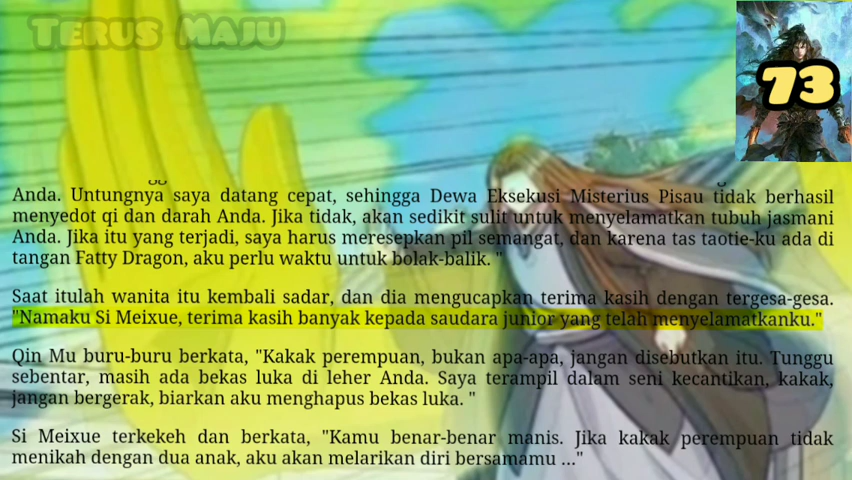 Terus Maju
73
Anda. Untungnya saya datang cepat, sehingga Dewa Eksekusi Misterius Pisau tidak berhasil
menyedot qi dan darah Anda. Jika tidak, akan sedikit sulit untuk menyelamatkan tubuh jasmani
Anda. Jika itu yang terjadi, saya harus meresepkan pil semangat, dan karena tas taotie-ku ada di
tangan Fatty Dragon, aku perlu waktu untuk bolak-balik. "
Saat itulah wanita itu kembali sadar, dan dia mengucapkan terima kasih dengan tergesa-gesa.
"Namaku Si Meixue, terima kasih banyak kepada saudara junior yang telah menyelamatkanku."
Qin Mu buru-buru berkata, "Kakak perempuan, bukan apa-apa, jangan disebutkan itu. Tunggu
sebentar, masih ada bekas luka di leher Anda. Saya terampil dalam seni kecantikan, kakak,
jangan bergerak, biarkan aku menghapus bekas luka. "
Si Meixue terkekeh dan berkata, "Kamu benar-benar manis. Jika kakak perempuan tidak
menikah dengan dua anak, aku akan melarikan diri bersamamu ..."